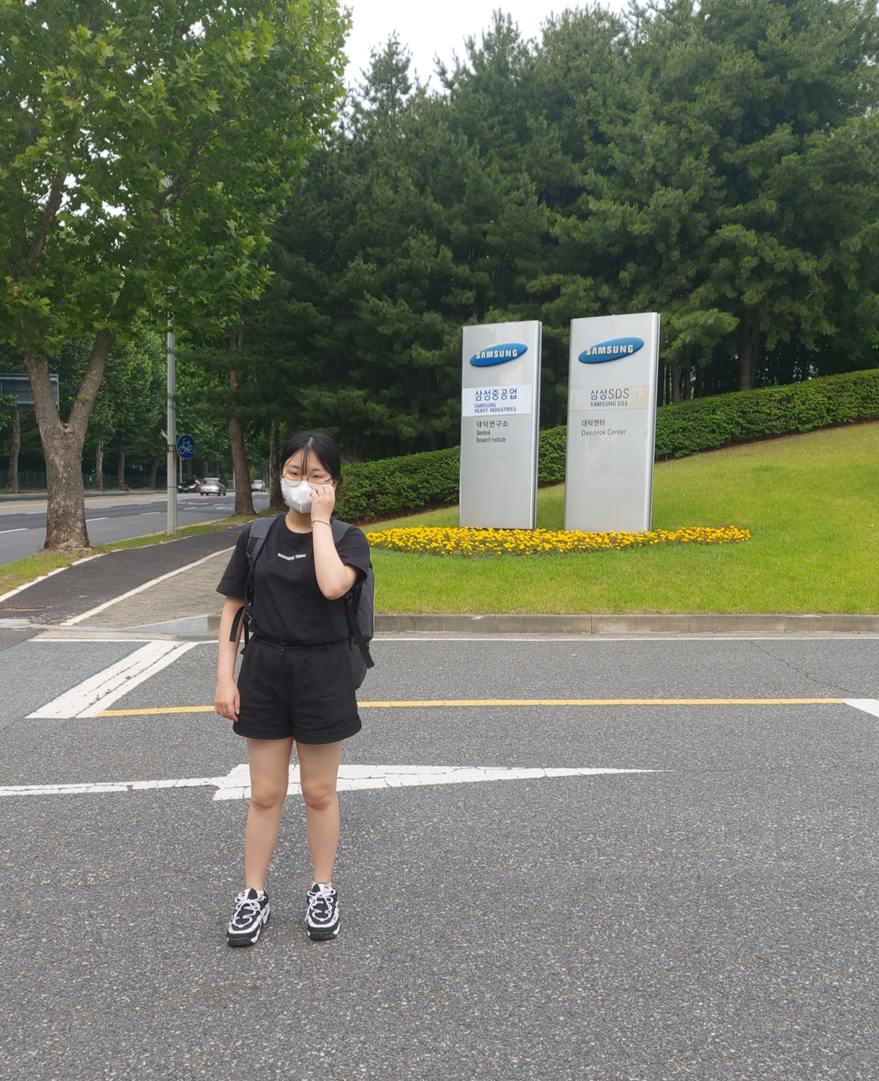 SAMSUNG
삼성중공업
SAMSUNG
HEAVY INDUSTRIES
대덕연구소
Daedeok
Research Institute
SAMSUNG
삼성SDS
SAMSUNG SDS
대덕센터
Daedeok Center